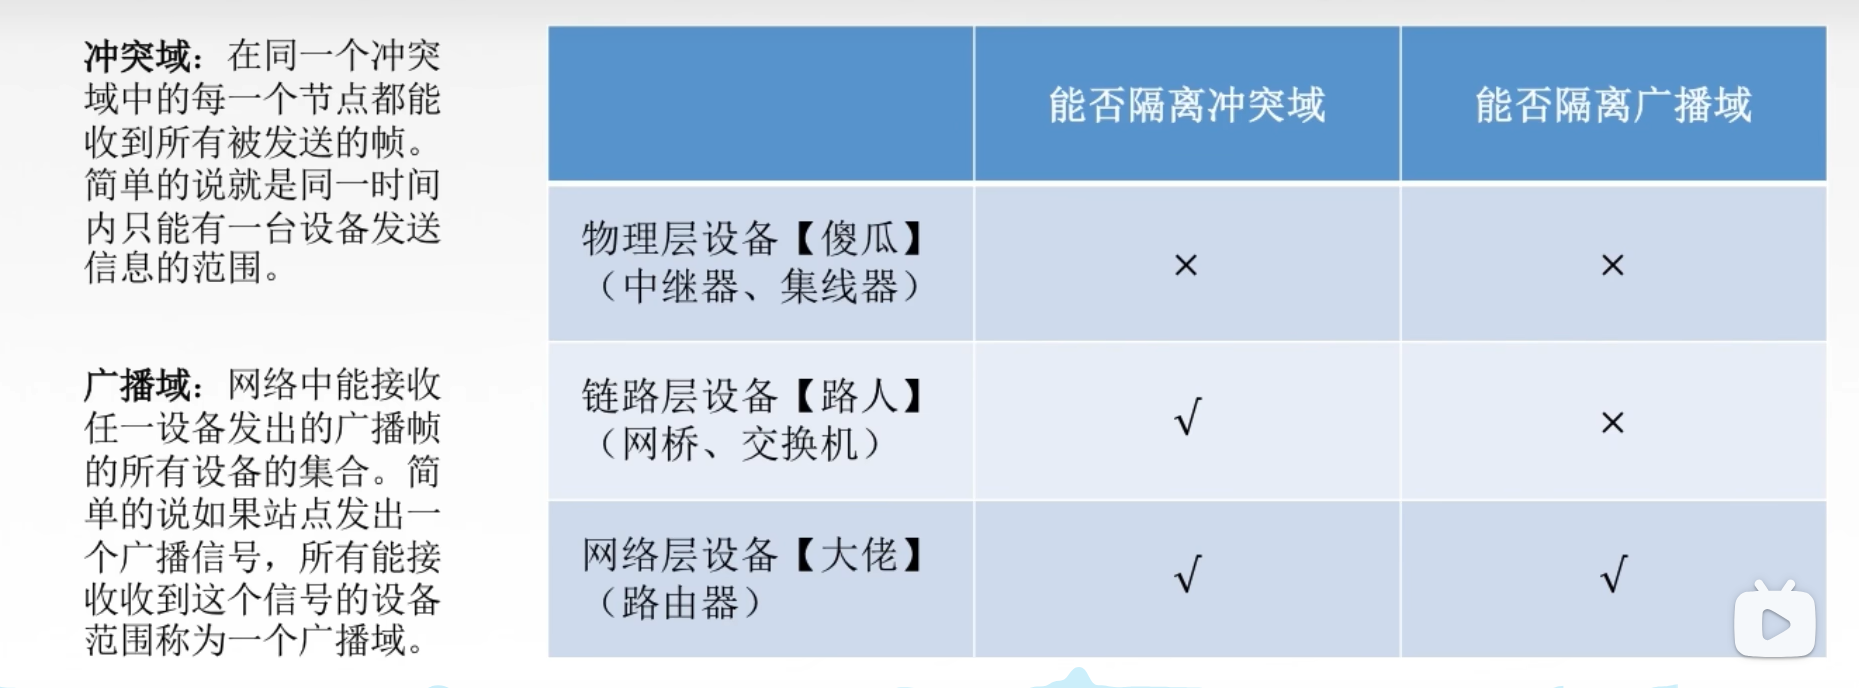 冲突域：在同一个冲突
域中的每一个节点都能
收到所有被发送的帧。
简单的说就是同一时间
内只能有一台设备发送
信息的范围。
广播域：网络中能接收
任一设备发出的广播帧
的所有设备的集合。简
单的说如果站点发出一
个广播信号，所有能接
收收到这个信号的设备
范围称为一个广播域。
能否隔离冲突域
能否隔离广播域
物理层设备【傻瓜】
（中继器、集线器）
×
×
链路层设备【路人】
（网桥、交换机）
√
×
网络层设备【大佬】
（路由器）
√
√